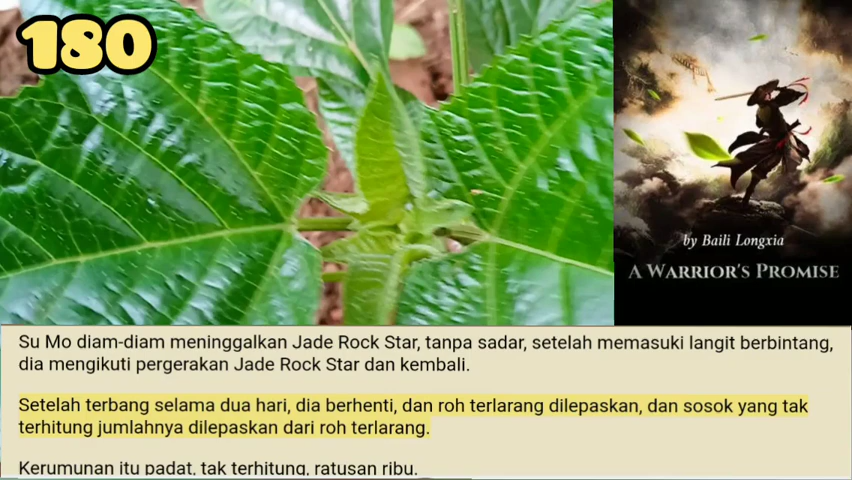 180
by Baili Longxia
A WARRIOR'S PROMISE
Su Mo diam-diam meninggalkan Jade Rock Star, tanpa sadar, setelah memasuki langit berbintang,
dia mengikuti pergerakan Jade Rock Star dan kembali.
Setelah terbang selama dua hari, dia berhenti, dan roh terlarang dilepaskan, dan sosok yang tak
terhitung jumlahnya dilepaskan dari roh terlarang.
Kerumunan itu padat, tak terhitung, ratusan ribu.